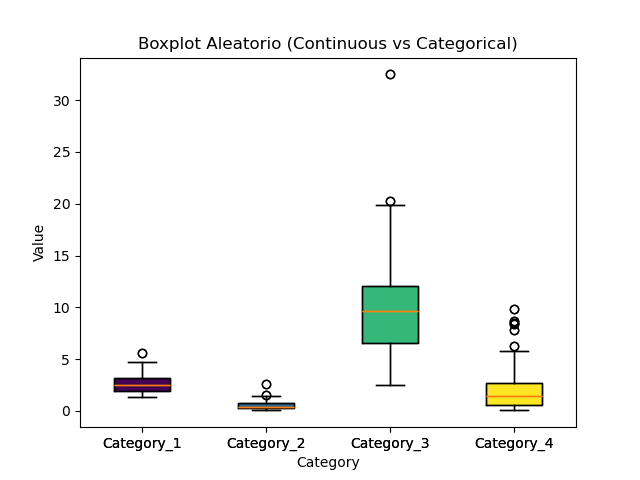 Boxplot Aleatorio (Continuous vs Categorical)
Value
30
25
20
15
10
5
0
Category_1 Category_2 Category_3 Category_4
Category